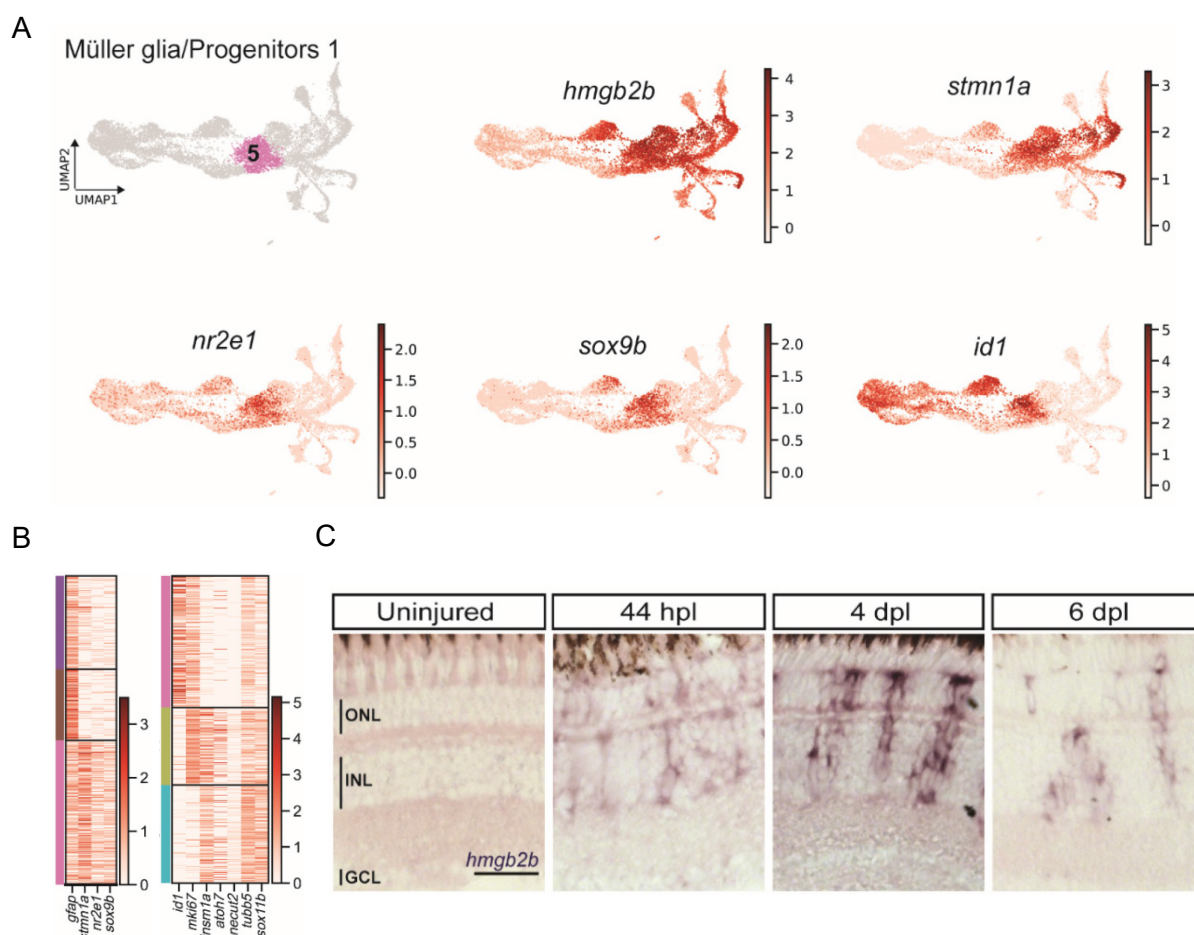 A
Müller glia/Progenitors 1
5
UMAP2
UMAP1
hmgb2b
4
3
2
1
0
stmn1a
3
2
1
0
nr2e1
2.0
1.5
1.0
0.5
0.0
sox9b
2.0
1.5
1.0
0.5
0.0
id1
5
4
3
2
1
0
B
3
2
1
0
gfap
stmn1a
nr2e1
sox9b
5
4
3
2
1
0
id1
mki67
insm1a
atoh7
onecut2
tubb5
sox11b
C
Uninjured
44 hpl
4 dpl
6 dpl
ONL
INL
GCL
hmgb2b